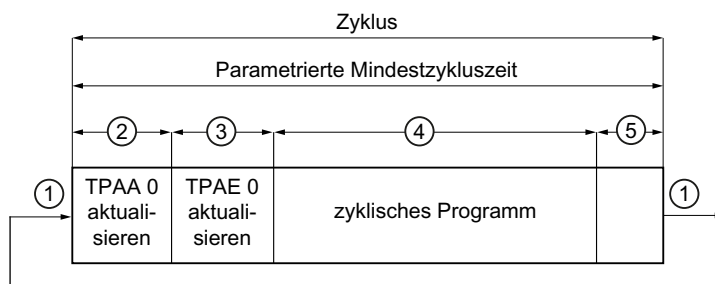 Zyklus
Parametrierte Mindestzykluszeit
2 3 4 5
1 1
TPAA 0
aktuali-
sieren
TPAE 0
aktuali-
sieren
zyklisches Programm